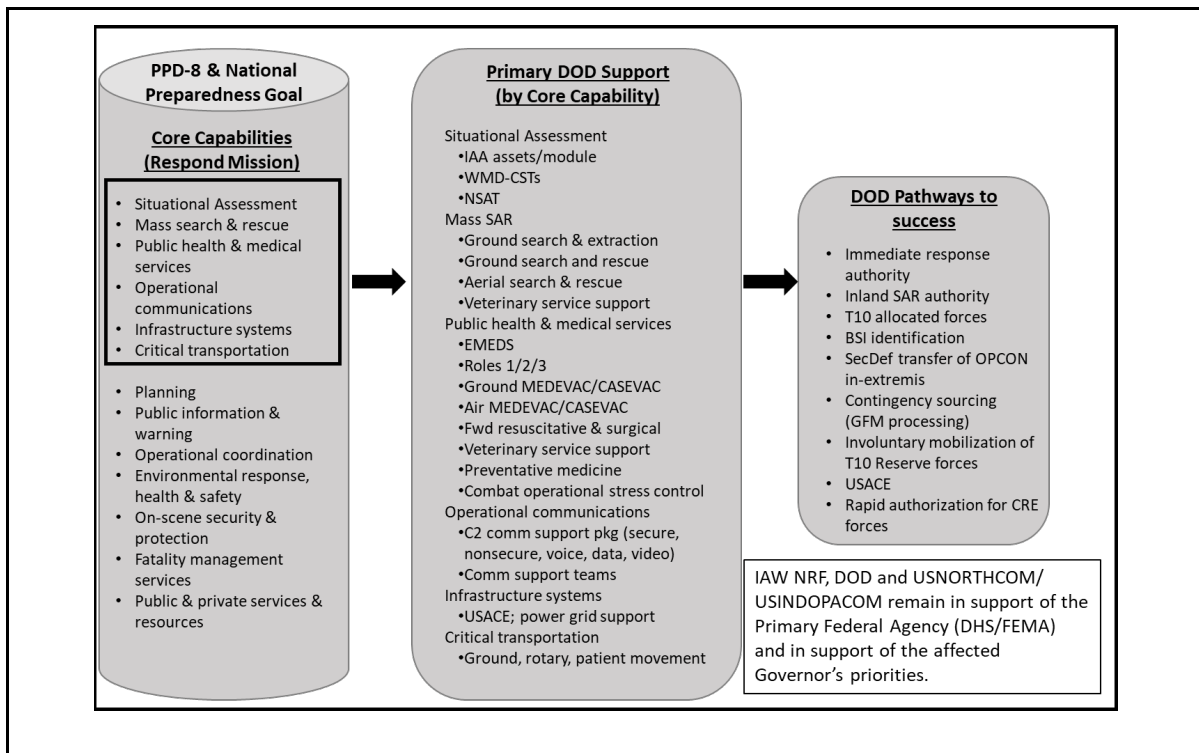 PPD-8 & National
Preparedness Goal
Core Capabilities
(Respond Mission)
• Situational Assessment
• Mass search & rescue
• Public health & medical
services
• Operational
communications
• Infrastructure systems
• Critical transportation
• Planning
• Public information &
warning
• Operational coordination
• Environmental response,
health & safety
• On-scene security &
protection
• Fatality management
services
• Public & private services &
resources
Primary DOD Support
(by Core Capability)
Situational Assessment
•IAA assets/module
•WMD-CSTs
•NSAT
Mass SAR
•Ground search & extraction
•Ground search and rescue
•Aerial search & rescue
•Veterinary service support
Public health & medical services
•EMEDS
•Roles 1/2/3
•Ground MEDEVAC/CASEVAC
•Air MEDEVAC/CASEVAC
•Fwd resuscitative & surgical
•Veterinary service support
•Preventative medicine
•Combat operational stress control
Operational communications
•C2 comm support pkg (secure,
nonsecure, voice, data, video)
•Comm support teams
Infrastructure systems
•USACE; power grid support
Critical transportation
•Ground, rotary, patient movement
DOD Pathways to
success
• Immediate response
authority
• Inland SAR authority
• T10 allocated forces
• BSI identification
• SecDef transfer of OPCON
in-extremis
• Contingency sourcing
(GFM processing)
• Involuntary mobilization of
T10 Reserve forces
• USACE
• Rapid authorization for CRE
forces
IAW NRF, DOD and USNORTHCOM/
USINDOPACOM remain in support of the
Primary Federal Agency (DHS/FEMA)
and in support of the affected
Governor's priorities.